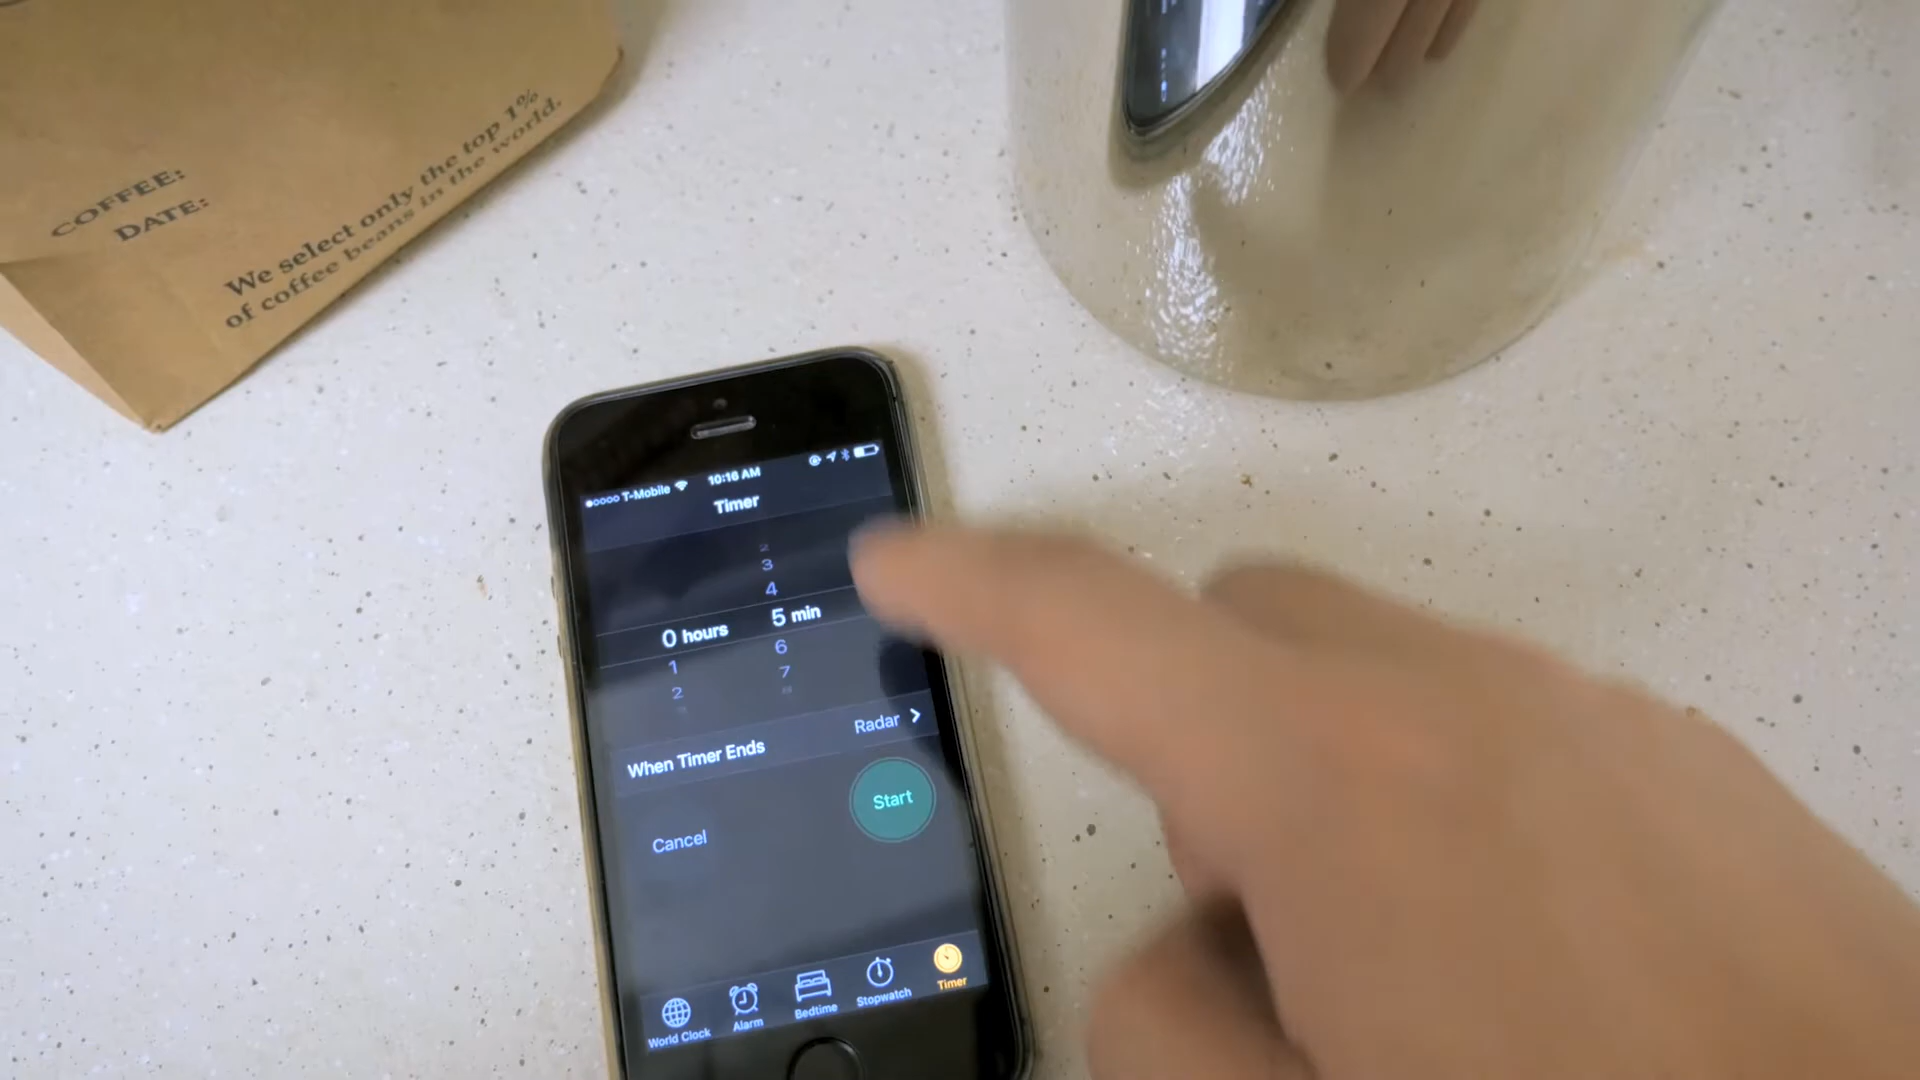 COFFEE:
DATE:
We select only the top 1%
of coffee beans in the world.
T-Mobile 10:16 AM
Timer
2
3
4
0 hours 5 min
1 6
2 7
8
When Timer Ends Radar
Cancel Start
World Clock Alarm Bedtime Stopwatch Timer